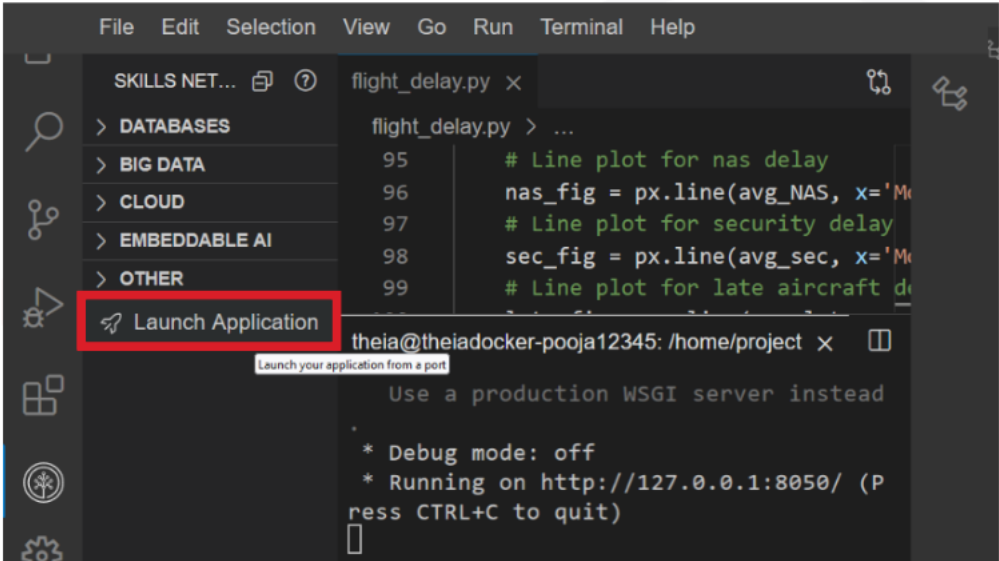 File Edit Selection View Go Run Terminal Help
SKILLS NET...
DATABASES
BIG DATA
CLOUD
EMBEDDABLE AI
OTHER
Launch Application
Launch your application from a port
flight_delay.py ×
flight_delay.py > ...
95 # Line plot for nas delay
96 nas_fig = px.line(avg_NAS, x='Mo
97 # Line plot for security delay
98 sec_fig = px.line(avg_sec, x='Mo
99 # Line plot for late aircraft de
theia@theiadocker-pooja12345: /home/project ×
Use a production WSGI server instead
.
* Debug mode: off
* Running on http://127.0.0.1:8050/ (P
ress CTRL+C to quit)